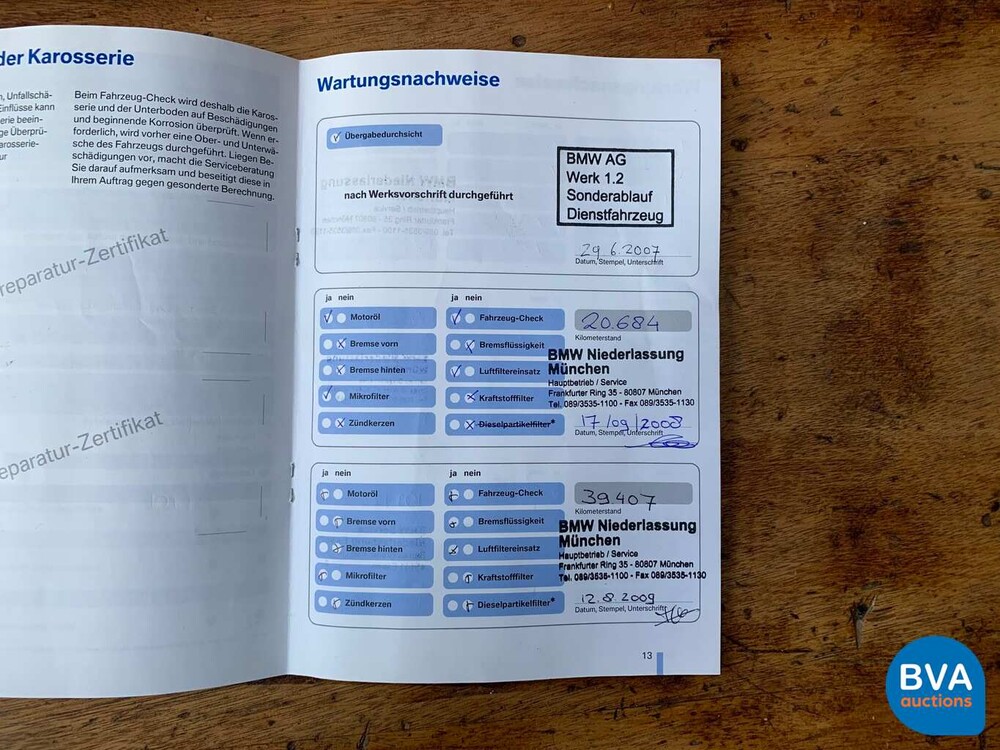 der Karosserie
n, Unfallschä-
Einflüsse kann
erie beein-
ge Überprü-
arosserie-
ur
Beim Fahrzeug-Check wird deshalb die Karos-
serie und der Unterboden auf Beschädigungen
und beginnende Korrosion überprüft. Wenn er-
forderlich, wird vorher eine Ober- und Unterwä-
sche des Fahrzeugs durchgeführt. Liegen Be-
schädigungen vor, macht die Serviceberatung
Sie darauf aufmerksam und beseitigt diese in
Ihrem Auftrag gegen gesonderte Berechnung.
reparatur-Zertifikat
eparatur-Zertifikat
Wartungsnachweise
Übergabedurchsicht
nach Werksvorschrift durchgeführt
BMW AG
Werk 1.2
Sonderablauf
Dienstfahrzeug
29.6.2007
Datum, Stempel, Unterschrift
ja nein
Motoröl
Bremse vorn
Bremse hinten
Mikrofilter
Zündkerzen
ja nein
Fahrzeug-Check
Bremsflüssigkeit
Luftfiltereinsatz
Kraftstofffilter
Dieselpartikelfilter*
20.684
Kilometerstand
BMW Niederlassung
München
Hauptbetrieb / Service
Frankfurter Ring 35 - 80807 München
Tel. 089/3535-1100 - Fax 089/3535-1130
17/09/2008
Datum, Stempel, Unterschrift
ja nein
Motoröl
Bremse vorn
Bremse hinten
Mikrofilter
Zündkerzen
ja nein
Fahrzeug-Check
Bremsflüssigkeit
Luftfiltereinsatz
Kraftstofffilter
Dieselpartikelfilter*
39.407
Kilometerstand
BMW Niederlassung
München
Hauptbetrieb / Service
Frankfurter Ring 35 - 80807 München
Tel. 089/3535-1100 - Fax 089/3535-1130
12.8.2009
Datum, Stempel, Unterschrift
13
BVA
auctions